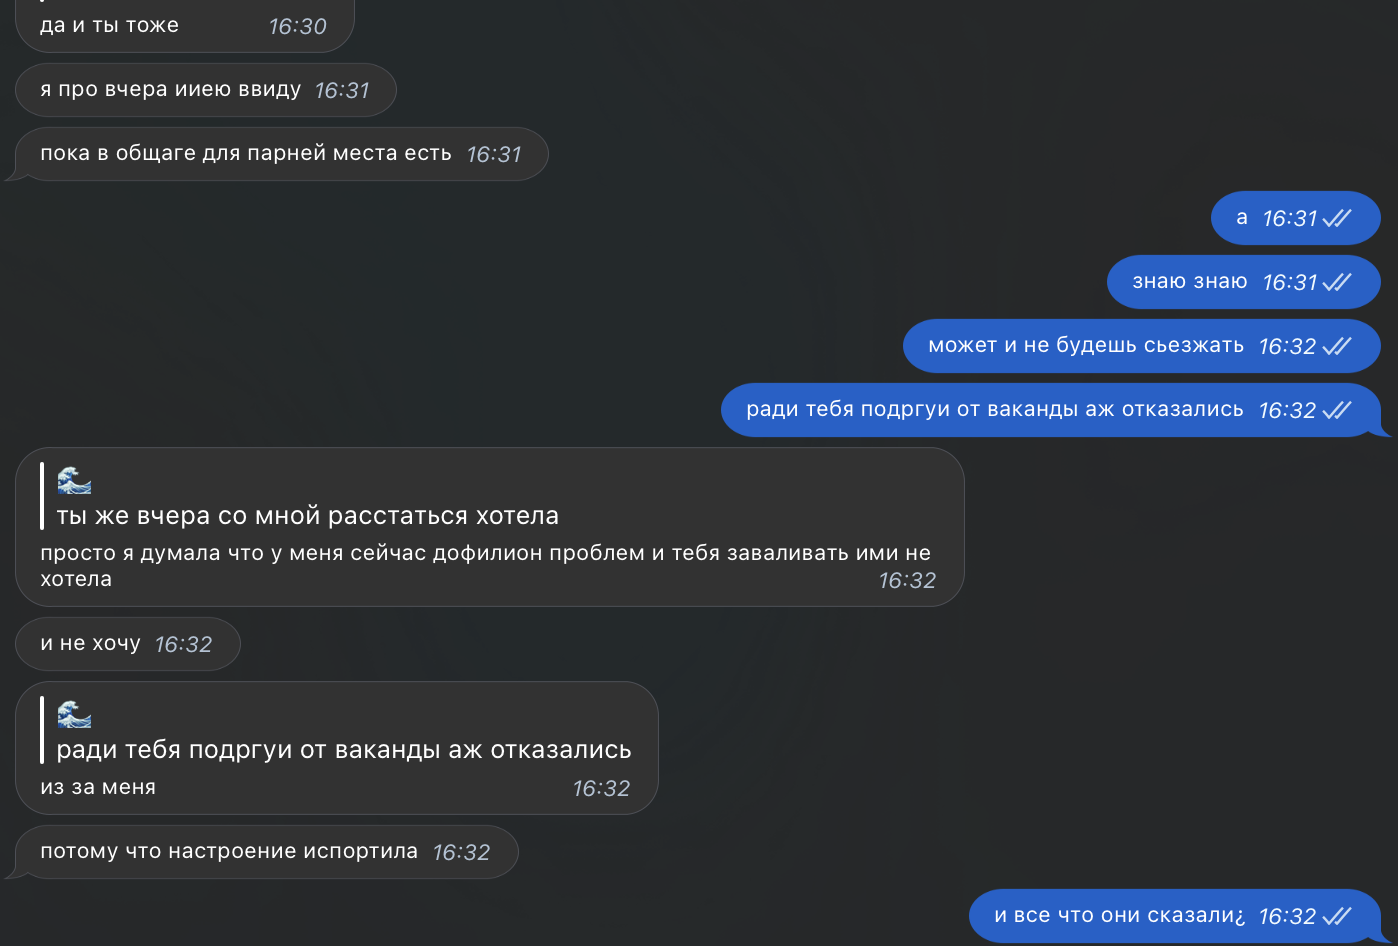 да и ты тоже 16:30
я про вчера ииею ввиду 16:31
пока в общаге для парней места есть 16:31
а 16:31
знаю знаю 16:31
может и не будешь сьезжать 16:32
ради тебя подргуи от ваканды аж отказались 16:32
🌊
ты же вчера со мной расстаться хотела
просто я думала что у меня сейчас дофилион проблем и тебя заваливать ими не
хотела 16:32
и не хочу 16:32
🌊
ради тебя подргуи от ваканды аж отказались
из за меня 16:32
потому что настроение испортила 16:32
и все что они сказали¿ 16:32